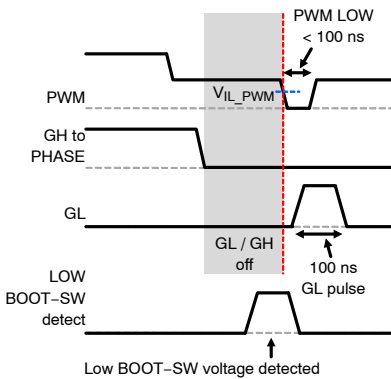 PWM LOW
< 100 ns
PWM
VIL_PWM
GH to
PHASE
GL
GL / GH
off
100 ns
GL pulse
LOW
BOOT−SW
detect
Low BOOT−SW voltage detected